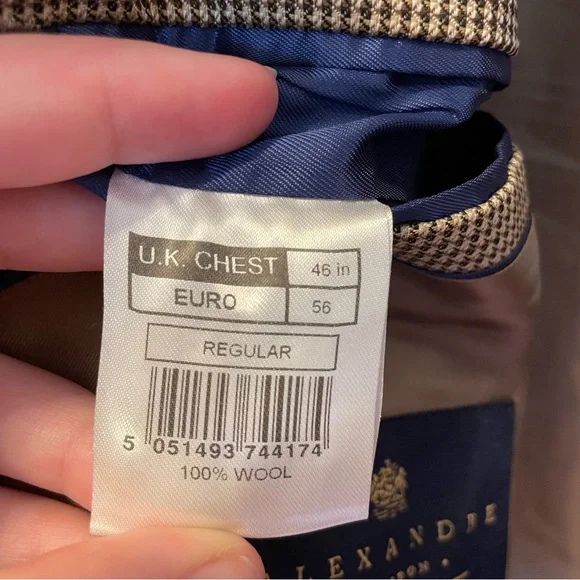 U.K. CHEST 46 in
EURO 56
REGULAR
5 051493 744174
100% WOOL
LEXANDRE